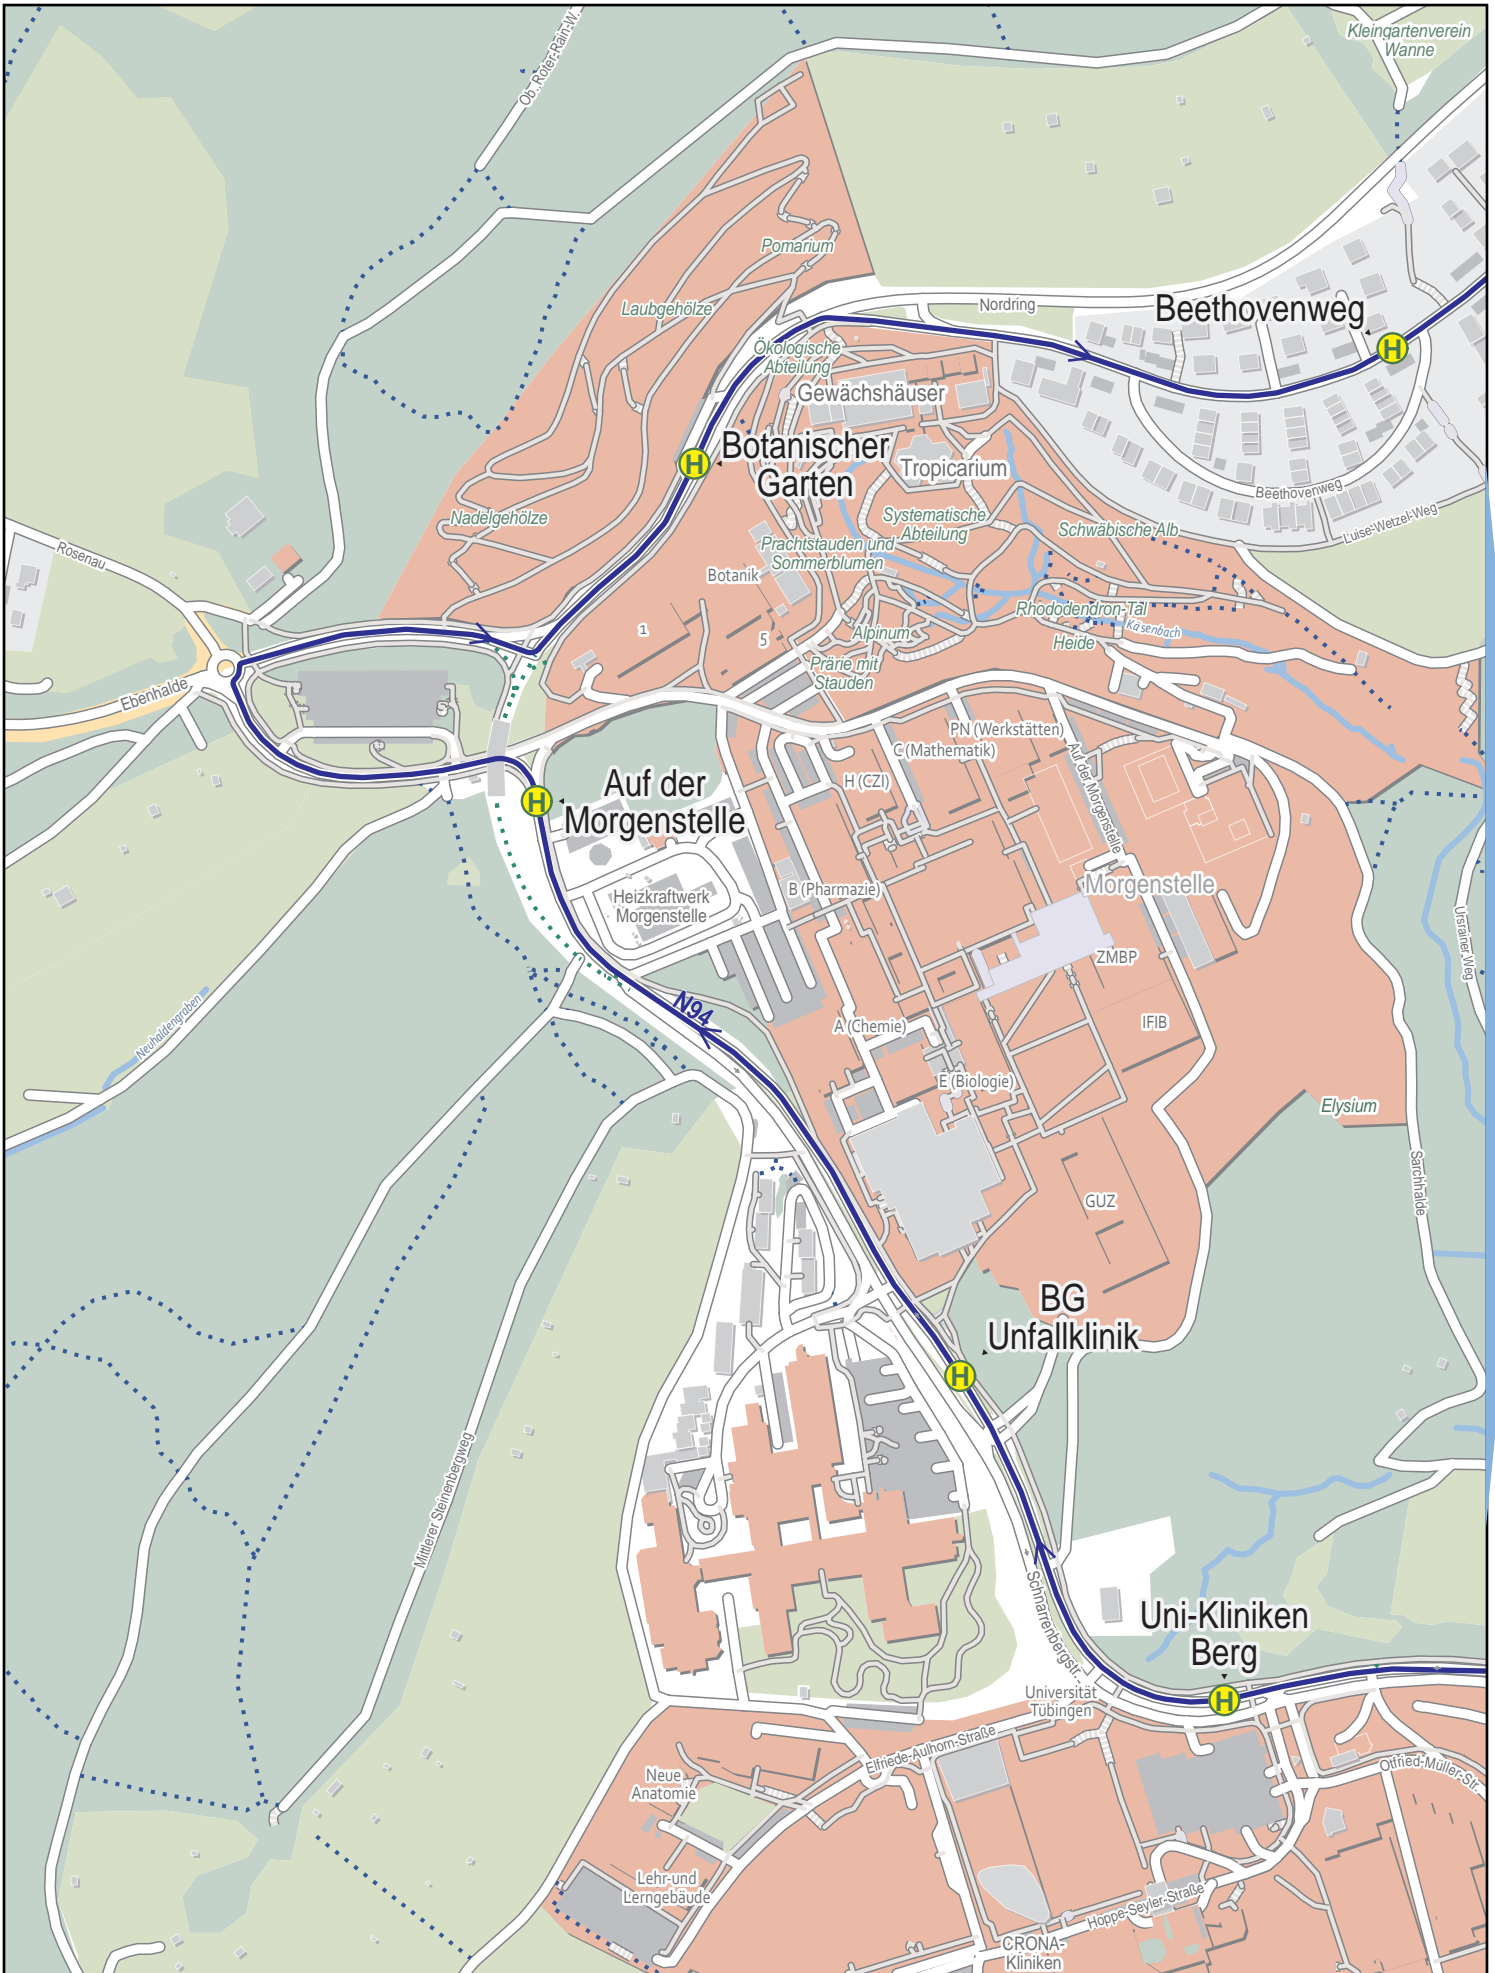 Kleingartenverein
Wanne
Ob. Roter-Rain-W.
Pomarium
Laubgehölze
Nordring
Beethovenweg
H
Ökologische
Abteilung
Gewächshäuser
Botanischer
Garten
H
Tropicarium
Beethovenweg
Luise-Wetzel-Weg
Nadelgehölze
Systematische
Abteilung
Schwäbische Alb
Prachtstauden und
Sommerblumen
Rosenau
Botanik
Rhododendron-Tal
Käsenbach
Heide
1
5
Alpinum
Prärie mit
Stauden
Ebenhalde
PN (Werkstätten)
C (Mathematik)
H (CZI)
Auf der Morgenstelle
Auf der
Morgenstelle
H
Heizkraftwerk
Morgenstelle
B (Pharmazie)
Morgenstelle
ZMBP
Ursrainer Weg
N94
A (Chemie)
IFIB
Neuhaldengraben
E (Biologie)
Elysium
Sarchhalde
GUZ
BG
Unfallklinik
H
Mittlerer Steinenbergweg
Schnarrenbergstr.
Uni-Kliniken
Berg
H
Universität
Tübingen
Elfriede-Aulhorn-Straße
Otfried-Müller-Str.
Neue
Anatomie
Lehr-und
Lerngebäude
Hoppe-Seyler-Straße
CRONA-
Kliniken